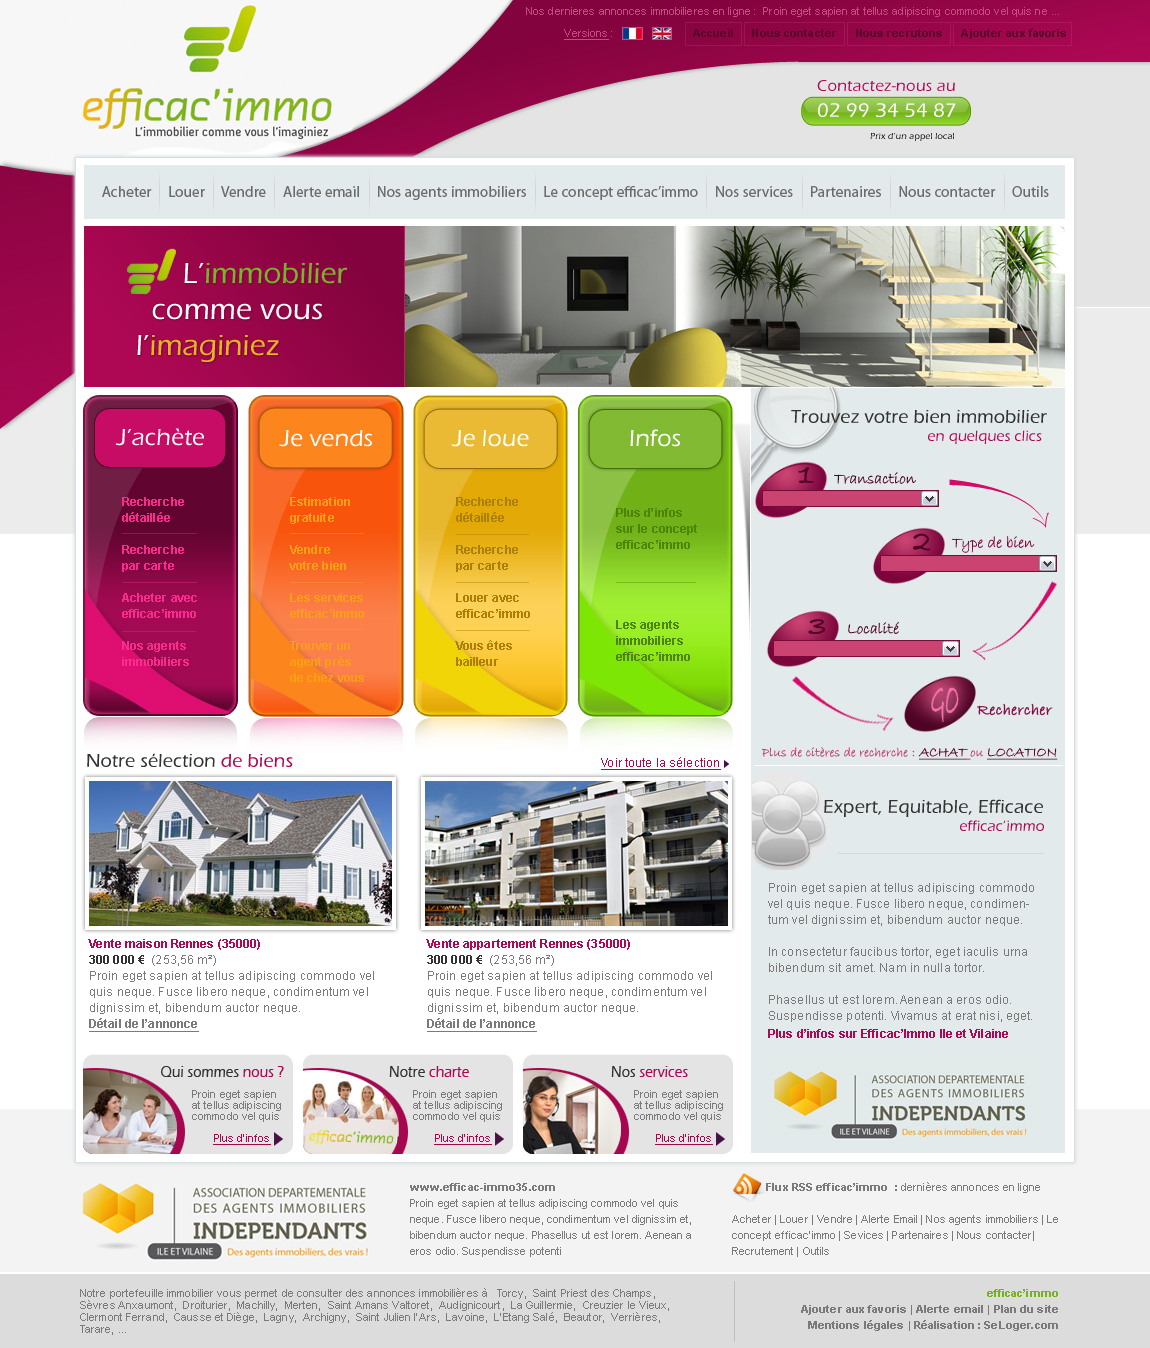 Nos dernieres annonces immobilieres en ligne : Proin eget sapien at tellus adipiscing commodo vel quis ne ...
Versions :
Accueil
Nous contacter
Nous recrutons
Ajouter aux favoris
efficac'immo
L'immobilier comme vous l'imaginiez
Contactez-nous au
02 99 34 54 87
Prix d'un appel local
Acheter
Louer
Vendre
Alerte email
Nos agents immobiliers
Le concept efficac'immo
Nos services
Partenaires
Nous contacter
Outils
L'immobilier
comme vous
l'imaginiez
J'achète
Recherche
détaillée
Recherche
par carte
Acheter avec
efficac'immo
Nos agents
immobiliers
Je vends
Estimation
gratuite
Vendre
votre bien
Les services
efficac'immo
Trouver un
agent près
de chez vous
Je loue
Recherche
détaillée
Recherche
par carte
Louer avec
efficac'immo
Vous êtes
bailleur
Infos
Plus d'infos
sur le concept
efficac'immo
Les agents
immobiliers
efficac'immo
Trouvez votre bien immobilier
en quelques clics
1 Transaction
2 Type de bien
3 Localité
GO Rechercher
Plus de citères de recherche : ACHAT ou LOCATION
Notre sélection de biens
Voir toute la sélection
Vente maison Rennes (35000)
300 000 € (253,56 m²)
Proin eget sapien at tellus adipiscing commodo vel
quis neque. Fusce libero neque, condimentum vel
dignissim et, bibendum auctor neque.
Détail de l'annonce
Vente appartement Rennes (35000)
300 000 € (253,56 m²)
Proin eget sapien at tellus adipiscing commodo vel
quis neque. Fusce libero neque, condimentum vel
dignissim et, bibendum auctor neque.
Détail de l'annonce
Expert, Equitable, Efficace
efficac'immo
Proin eget sapien at tellus adipiscing commodo
vel quis neque. Fusce libero neque, condimen-
tum vel dignissim et, bibendum auctor neque.
In consectetur faucibus tortor, eget iaculis urna
bibendum sit amet. Nam in nulla tortor.
Phasellus ut est lorem. Aenean a eros odio.
Suspendisse potenti. Vivamus at erat nisi, eget.
Plus d'infos sur Efficac'Immo Ile et Vilaine
ASSOCIATION DEPARTEMENTALE
DES AGENTS IMMOBILIERS
INDEPENDANTS
ILE ET VILAINE Des agents immobiliers, des vrais !
Qui sommes nous ?
Proin eget sapien
at tellus adipiscing
commodo vel quis
Plus d'infos
Notre charte
Proin eget sapien
at tellus adipiscing
commodo vel quis
efficac'immo
Plus d'infos
Nos services
Proin eget sapien
at tellus adipiscing
commodo vel quis
Plus d'infos
ASSOCIATION DEPARTEMENTALE
DES AGENTS IMMOBILIERS
INDEPENDANTS
ILE ET VILAINE Des agents immobiliers, des vrais !
www.efficac-immo35.com
Proin eget sapien at tellus adipiscing commodo vel quis
neque. Fusce libero neque, condimentum vel dignissim et,
bibendum auctor neque. Phasellus ut est lorem. Aenean a
eros odio. Suspendisse potenti
Flux RSS efficac'immo : dernières annonces en ligne
Acheter | Louer | Vendre | Alerte Email | Nos agents immobiliers | Le
concept efficac'immo | Sevices | Partenaires | Nous contacter|
Recrutement | Outils
Notre portefeuille immobilier vous permet de consulter des annonces immobilières à Torcy, Saint Priest des Champs,
Sèvres Anxaumont, Droiturier, Machilly, Merten, Saint Amans Valtoret, Audignicourt, La Guillermie, Creuzier le Vieux,
Clermont Ferrand, Causse et Diège, Lagny, Archigny, Saint Julien l'Ars, Lavoine, L'Etang Salé, Beautor, Verrières,
Tarare, ...
efficac'immo
Ajouter aux favoris | Alerte email | Plan du site
Mentions légales | Réalisation : SeLoger.com